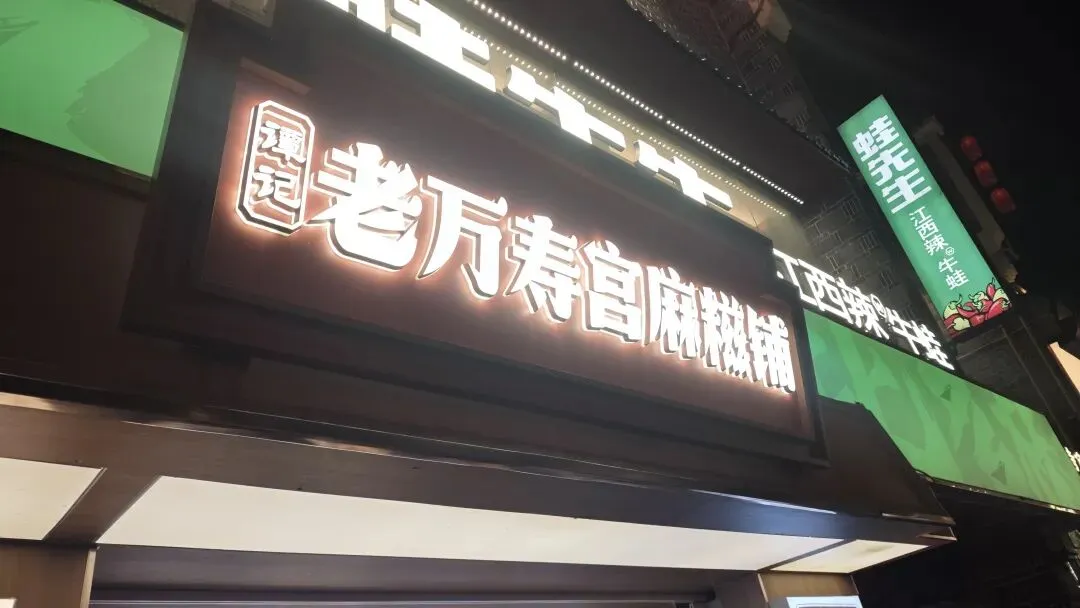 潭记
老万寿宫麻糍铺
江西辣牛蛙
蛙先生
江西辣牛蛙